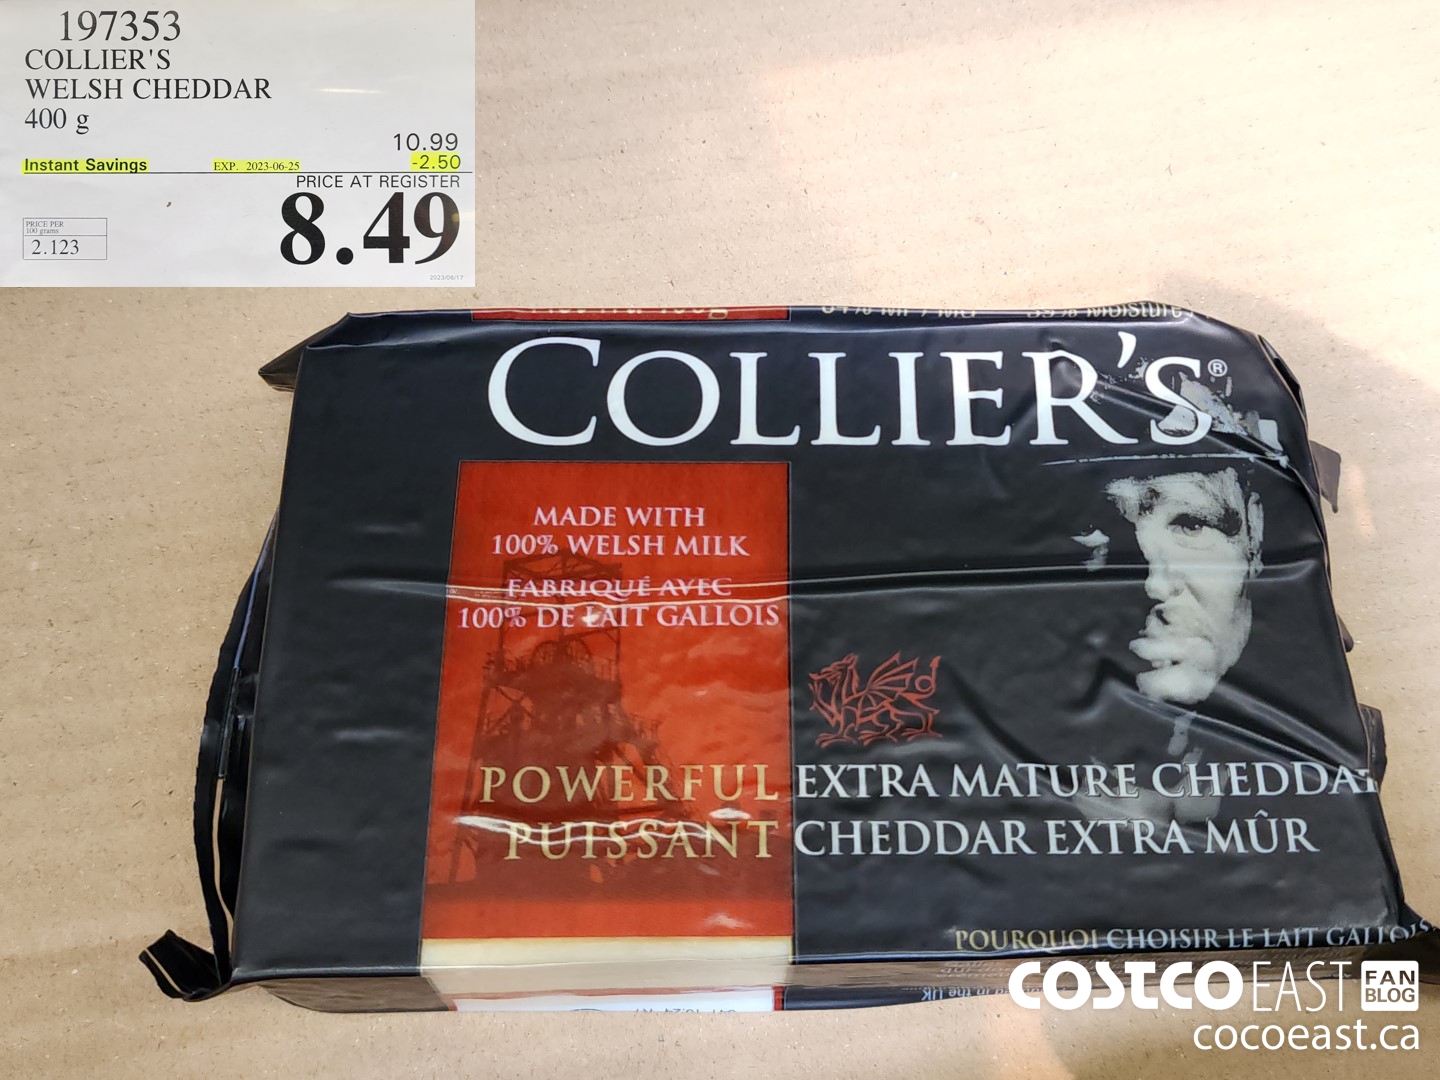 197353
COLLIER'S
WELSH CHEDDAR
400 g
10.99
Instant Savings EXP. 2023-06-25 -2.50
PRICE AT REGISTER
8.49
PRICE PER
100 grams
2.123
2023/06/17
COLLIER'S®
MADE WITH
100% WELSH MILK
FABRIQUÉ AVEC
100% DE LAIT GALLOIS
POWERFUL EXTRA MATURE CHEDDAR
PUISSANT CHEDDAR EXTRA MÛR
POURQUOI CHOISIR LE LAIT GALLOIS
COSTCO EAST FAN BLOG
cocoeast.ca